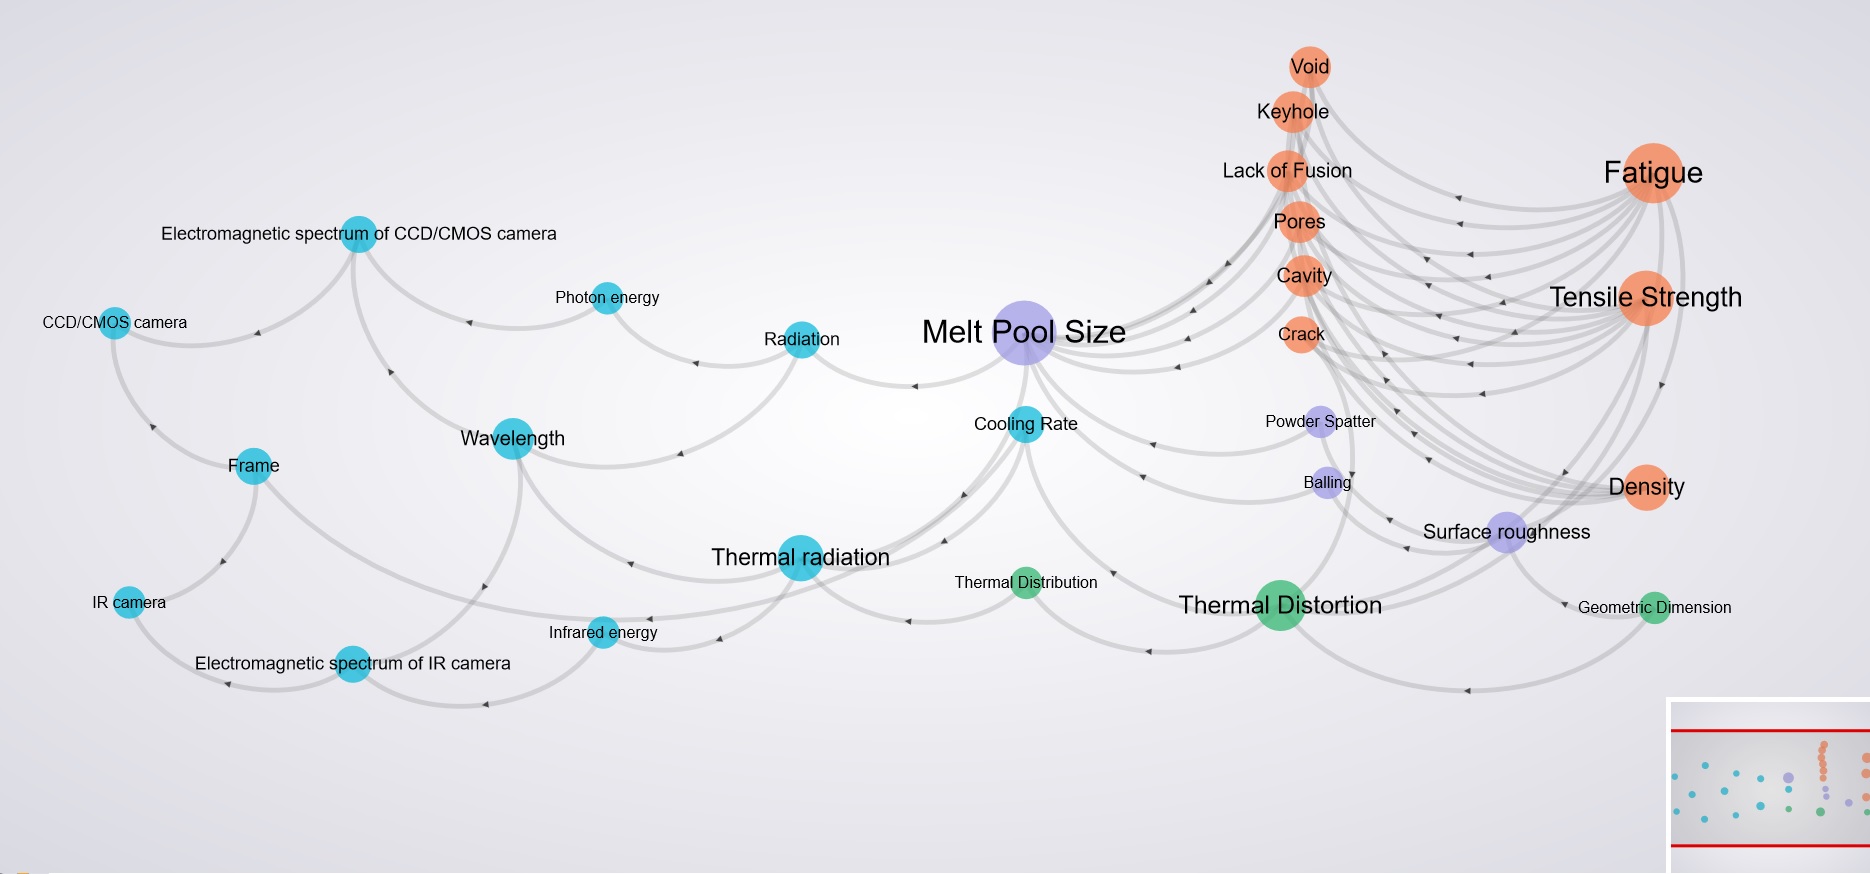 Void
Keyhole
Lack of Fusion
Fatigue
Pores
Electromagnetic spectrum of CCD/CMOS camera
Cavity
Photon energy
Tensile Strength
CCD/CMOS camera
Radiation
Melt Pool Size
Crack
Cooling Rate
Powder Spatter
Wavelength
Frame
Balling
Density
Surface roughness
Thermal radiation
Thermal Distribution
IR camera
Thermal Distortion
Geometric Dimension
Infrared energy
Electromagnetic spectrum of IR camera